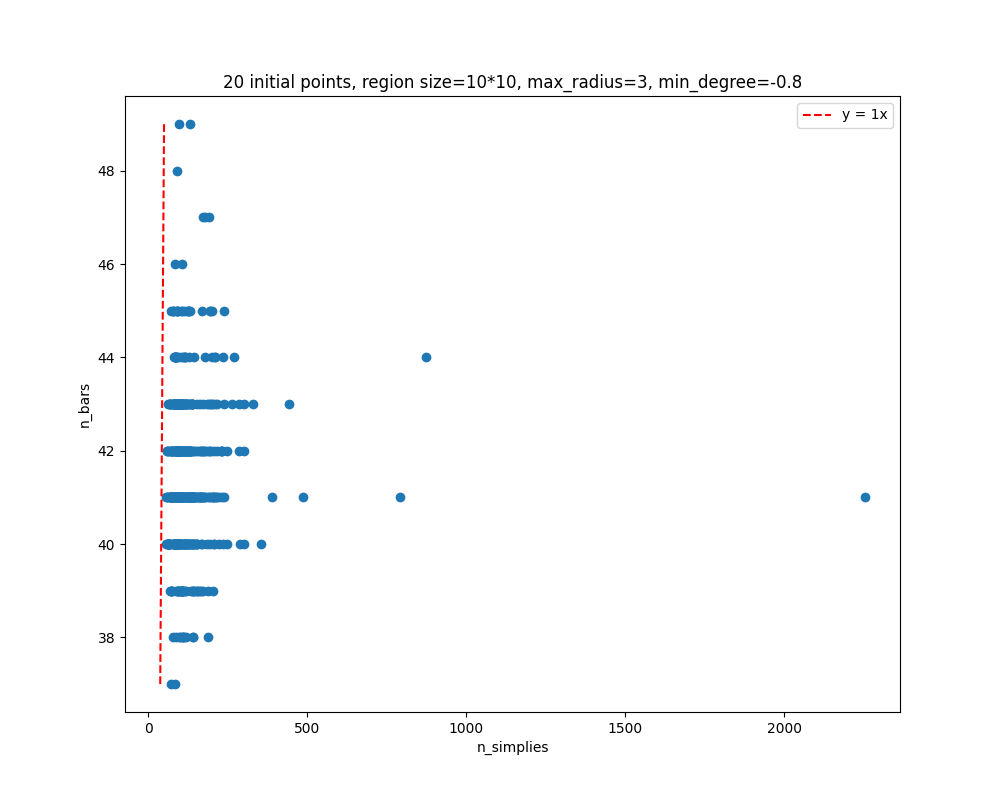 20 initial points, region size=10*10, max_radius=3, min_degree=-0.8
y = 1x
n_bars
48
46
44
42
40
38
0
500
1000
1500
2000
n_simplies